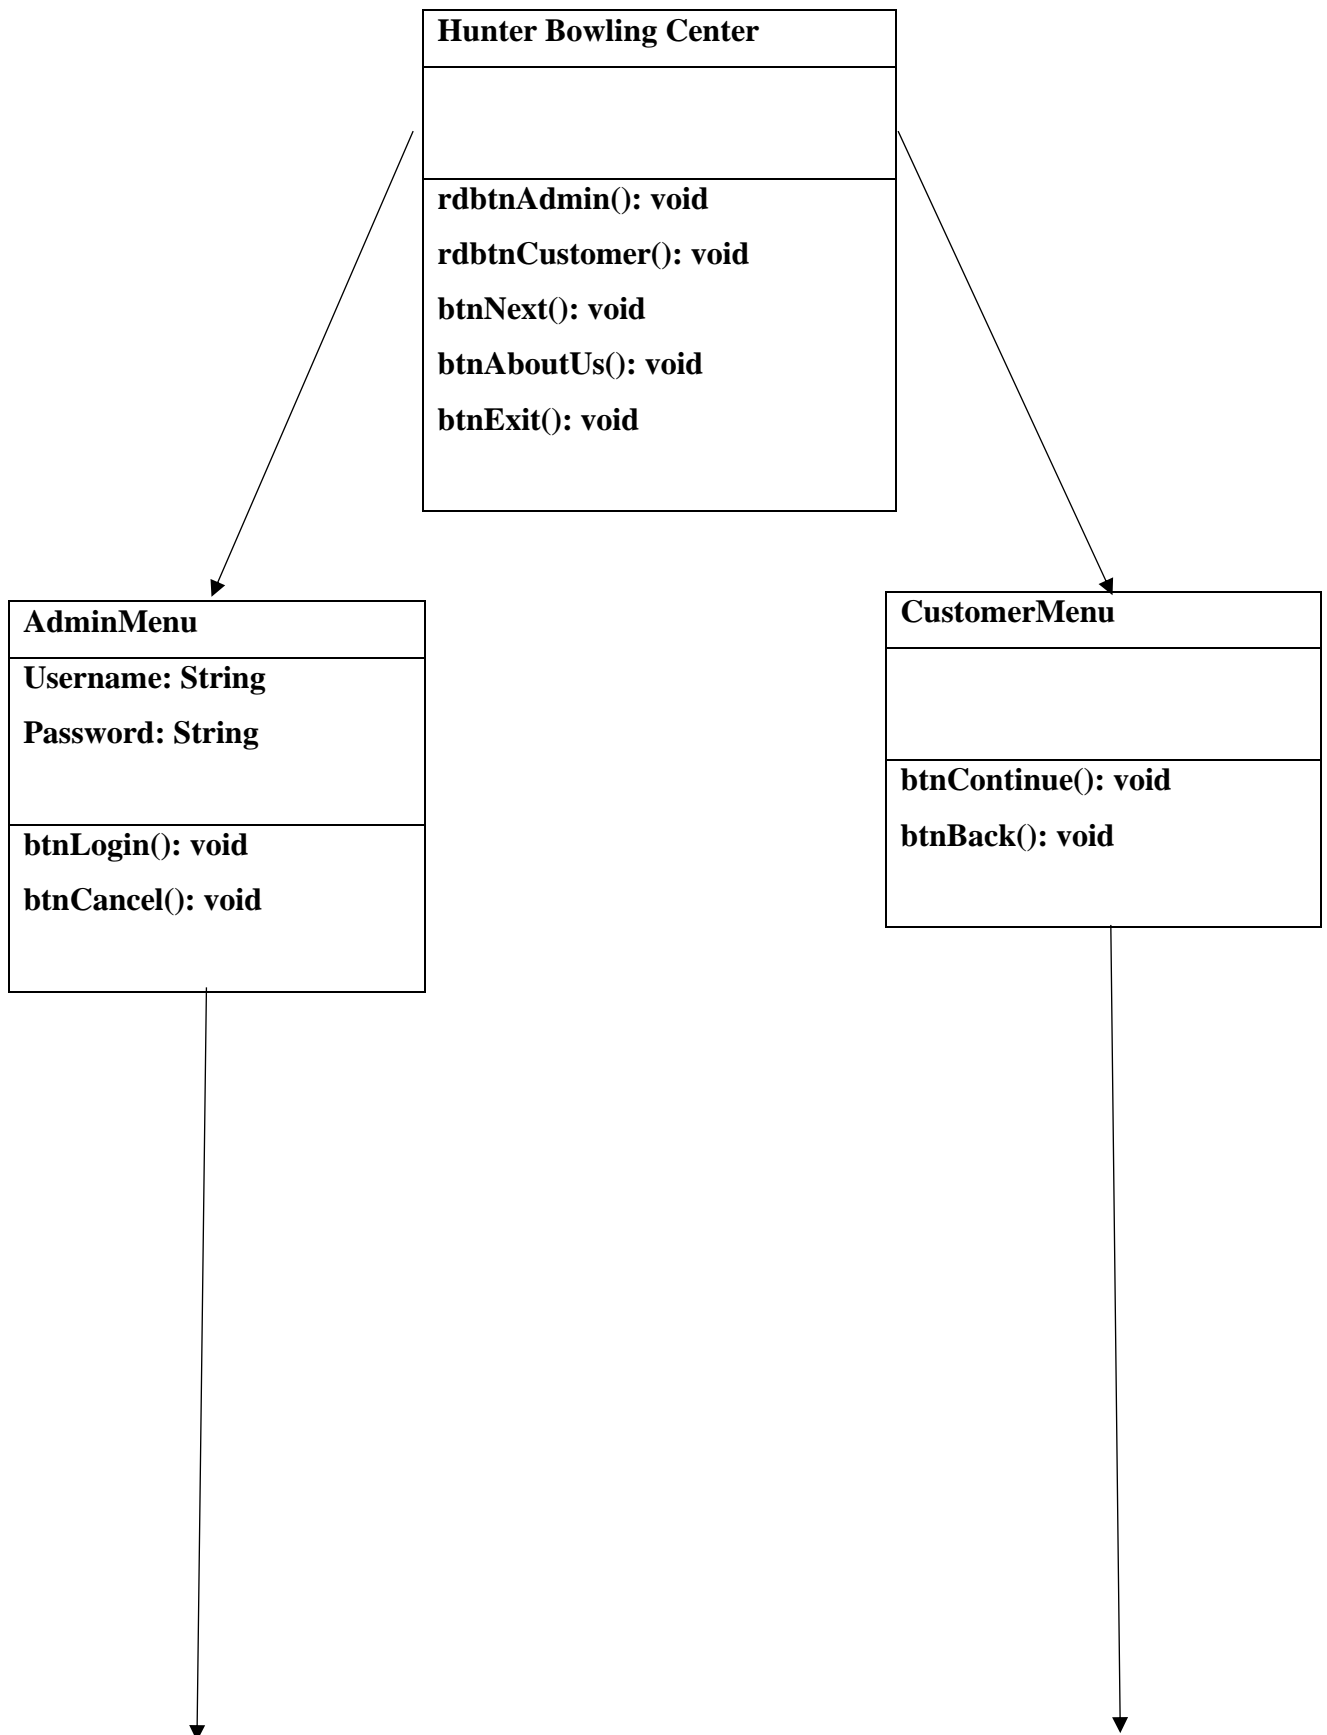 Hunter Bowling Center
rdbtnAdmin(): void
rdbtnCustomer(): void
btnNext(): void
btnAboutUs(): void
btnExit(): void
AdminMenu
Username: String
Password: String
btnLogin(): void
btnCancel(): void
CustomerMenu
btnContinue(): void
btnBack(): void